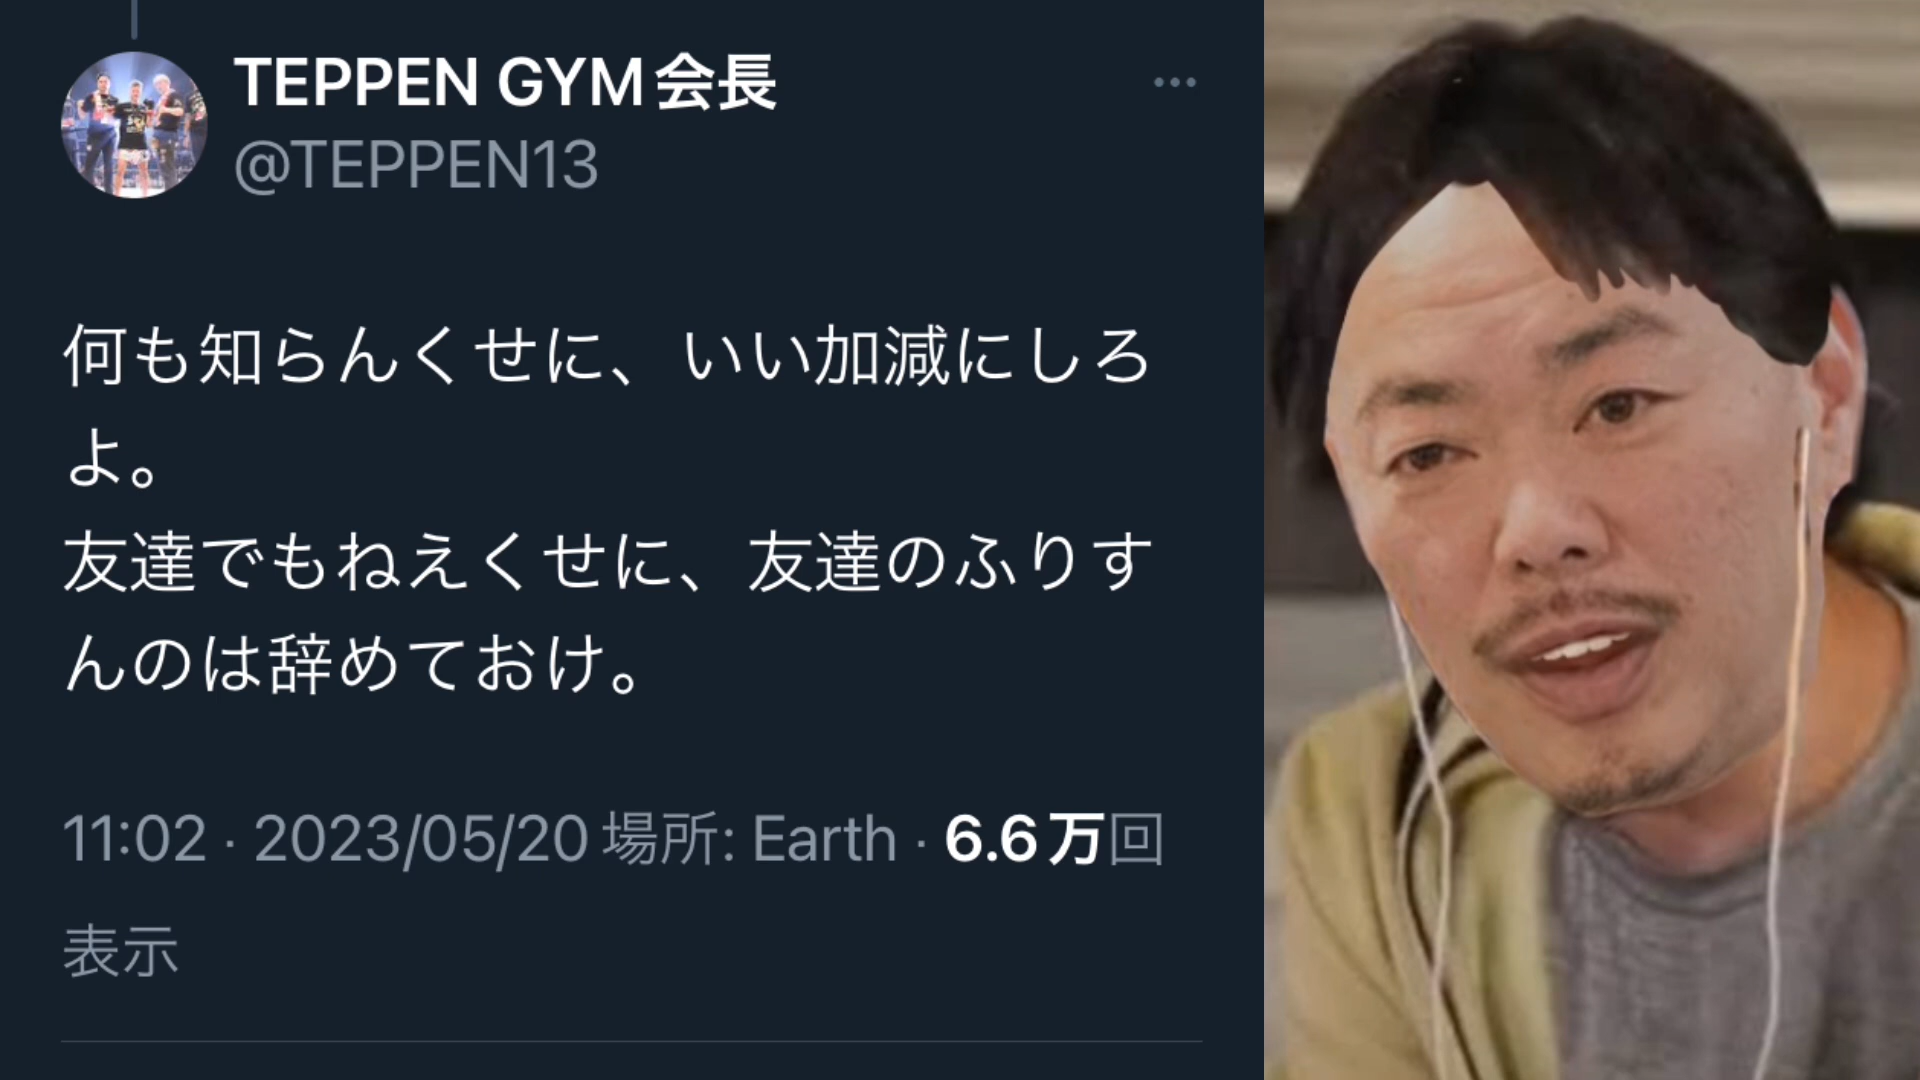 TEPPEN GYM会長
@TEPPEN13
何も知らんくせに、いい加減にしろ
よ。
友達でもねえくせに、友達のふりす
んのは辞めておけ。
11:02 · 2023/05/20 場所: Earth · 6.6万回
表示